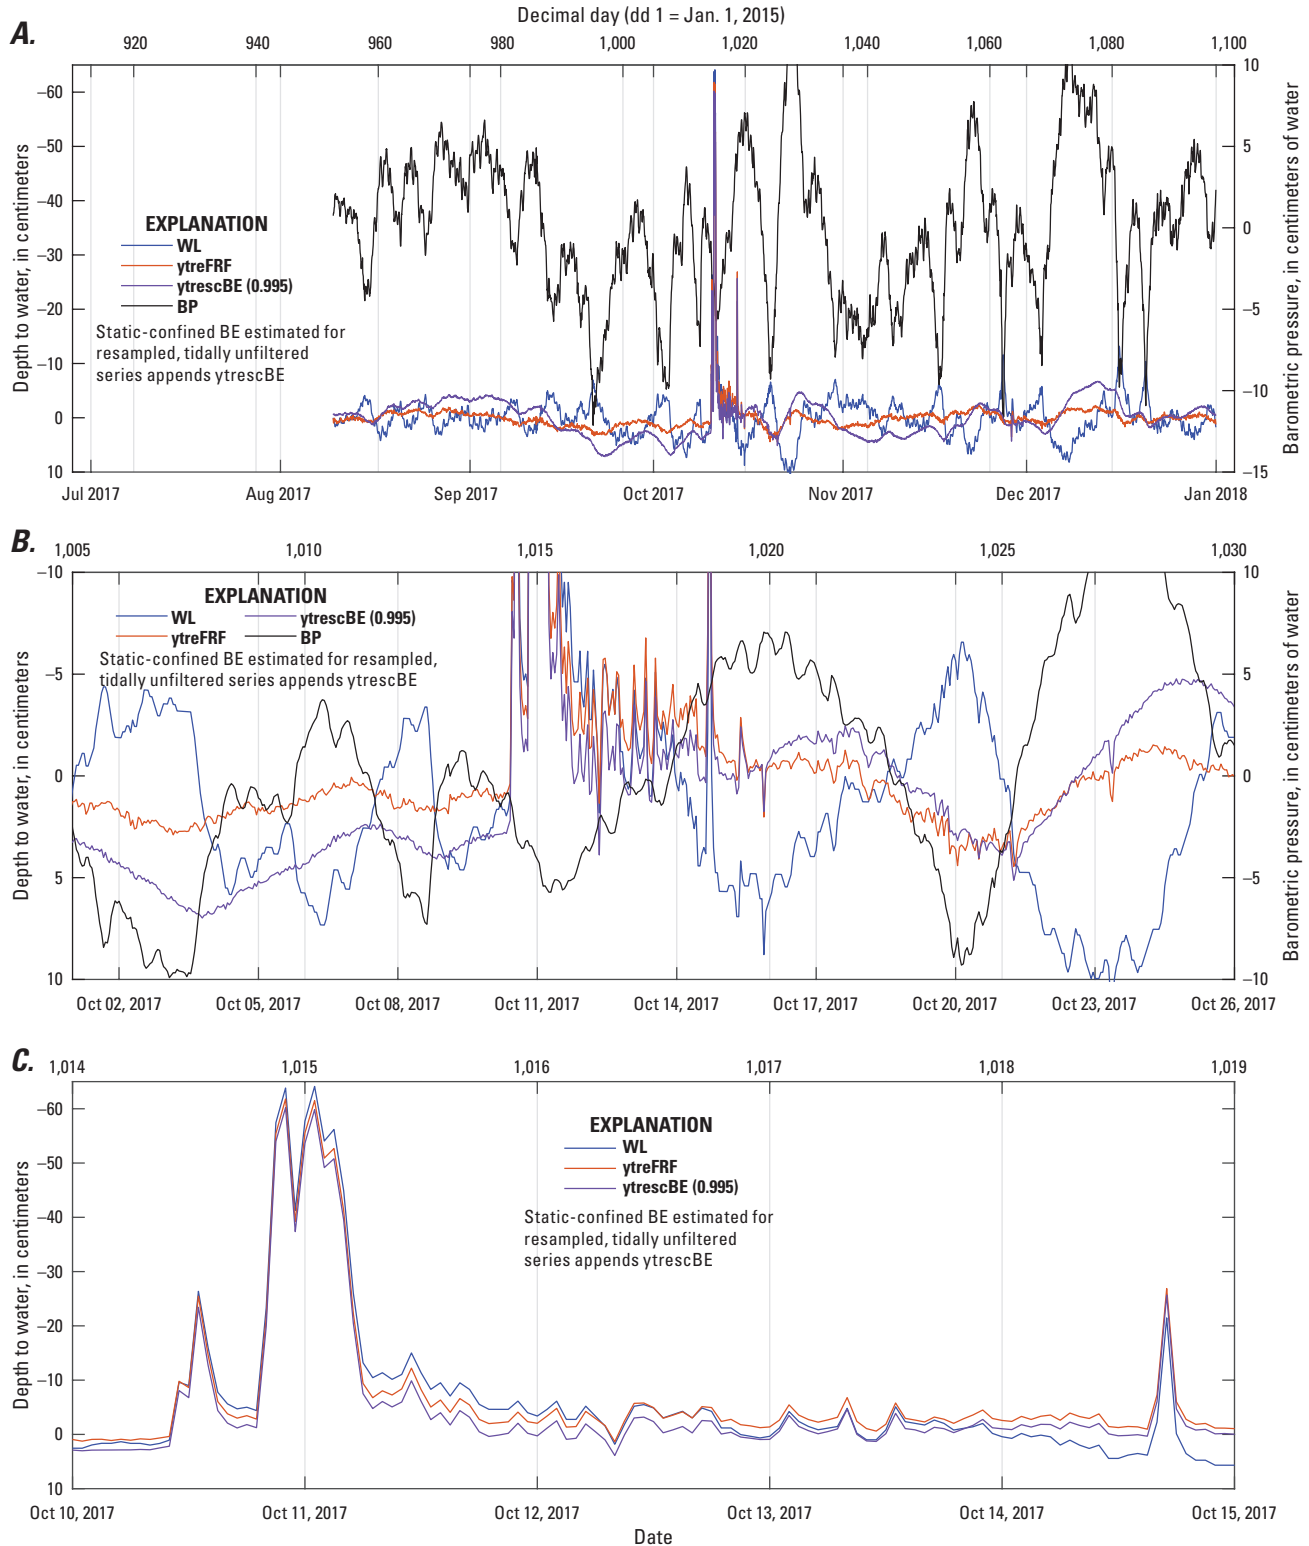 Decimal day (dd 1 = Jan. 1, 2015)
A.
920 940 960 980 1,000 1,020 1,040 1,060 1,080 1,100
Depth to water, in centimeters
–60
–50
–40
–30
–20
–10
0
10
EXPLANATION
WL
ytreFRF
ytrescBE (0.995)
BP
Static-confined BE estimated for
resampled, tidally unfiltered
series appends ytrescBE
10
5
0
–5
–10
–15
Barometric pressure, in centimeters of water
Jul 2017 Aug 2017 Sep 2017 Oct 2017 Nov 2017 Dec 2017 Jan 2018
B.
1,005 1,010 1,015 1,020 1,025 1,030
Depth to water, in centimeters
–10
–5
0
5
10
EXPLANATION
WL ytrescBE (0.995)
ytreFRF BP
Static-confined BE estimated for resampled,
tidally unfiltered series appends ytrescBE
10
5
0
–5
–10
Barometric pressure, in centimeters of water
Oct 02, 2017 Oct 05, 2017 Oct 08, 2017 Oct 11, 2017 Oct 14, 2017 Oct 17, 2017 Oct 20, 2017 Oct 23, 2017 Oct 26, 2017
C.
1,014 1,015 1,016 1,017 1,018 1,019
Depth to water, in centimeters
–60
–50
–40
–30
–20
–10
0
10
EXPLANATION
WL
ytreFRF
ytrescBE (0.995)
Static-confined BE estimated for
resampled, tidally unfiltered
series appends ytrescBE
Oct 10, 2017 Oct 11, 2017 Oct 12, 2017 Oct 13, 2017 Oct 14, 2017 Oct 15, 2017
Date